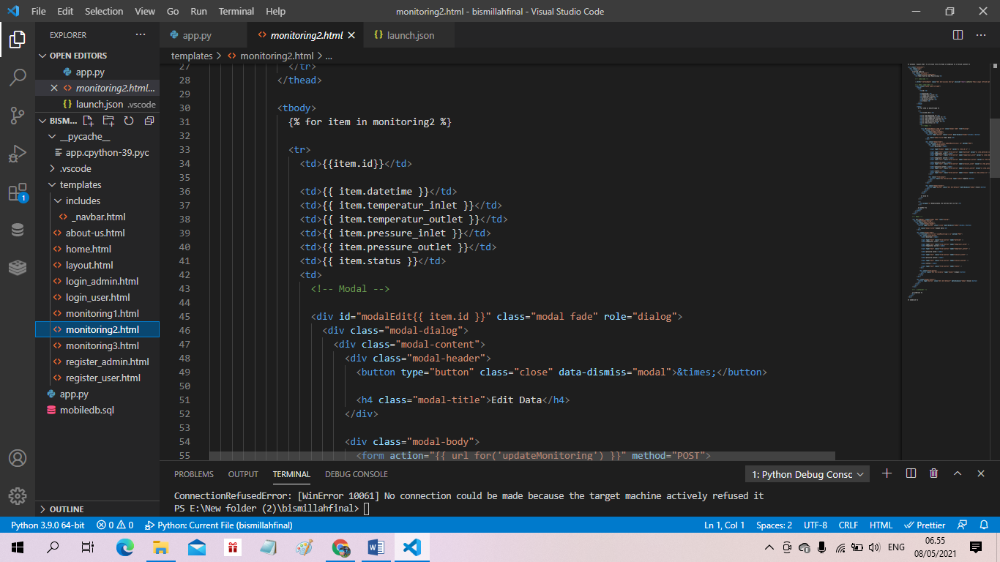 File Edit Selection View Go Run Terminal Help monitoring2.html - bismillahfinal - Visual Studio Code
EXPLORER ...
OPEN EDITORS
app.py
monitoring2.html...
launch.json .vscode
BISM...
__pycache__
app.cpython-39.pyc
.vscode
templates
includes
_navbar.html
about-us.html
home.html
layout.html
login_admin.html
login_user.html
monitoring1.html
monitoring2.html
monitoring3.html
register_admin.html
register_user.html
app.py
mobiledb.sql
OUTLINE
1
app.py monitoring2.html launch.json
templates > monitoring2.html > ...
27 </tr>
28 </thead>
29
30 <tbody>
31 {% for item in monitoring2 %}
32
33 <tr>
34 <td>{{item.id}}</td>
35
36 <td>{{ item.datetime }}</td>
37 <td>{{ item.temperatur_inlet }}</td>
38 <td>{{ item.temperatur_outlet }}</td>
39 <td>{{ item.pressure_inlet }}</td>
40 <td>{{ item.pressure_outlet }}</td>
41 <td>{{ item.status }}</td>
42 <td>
43 <!-- Modal -->
44
45 <div id="modalEdit{{ item.id }}" class="modal fade" role="dialog">
46 <div class="modal-dialog">
47 <div class="modal-content">
48 <div class="modal-header">
49 <button type="button" class="close" data-dismiss="modal">&times;</button>
50
51 <h4 class="modal-title">Edit Data</h4>
52 </div>
53
54 <div class="modal-body">
55 <form action="{{ url_for('updateMonitoring') }}" method="POST">
PROBLEMS OUTPUT TERMINAL DEBUG CONSOLE 1: Python Debug Consc
ConnectionRefusedError: [WinError 10061] No connection could be made because the target machine actively refused it
PS E:\New folder (2)\bismillahfinal>
Python 3.9.0 64-bit 0 0 Python: Current File (bismillahfinal) Ln 1, Col 1 Spaces: 2 UTF-8 CRLF HTML Prettier
ENG 06.55
08/05/2021